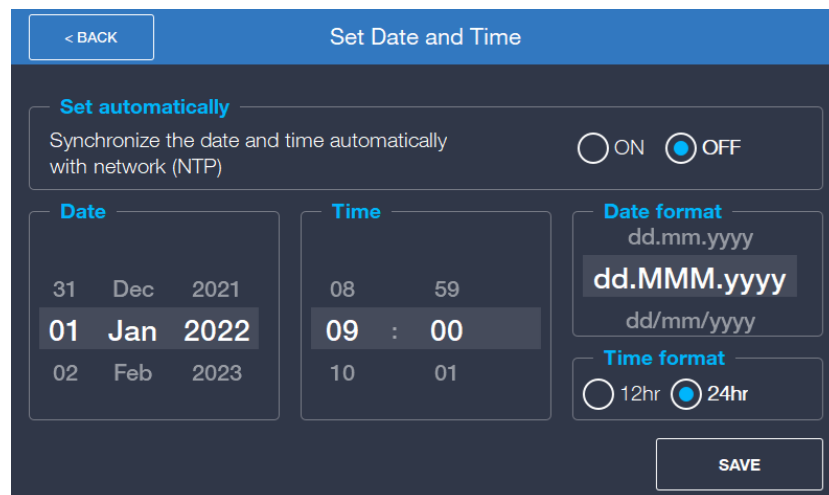 < BACK
Set Date and Time
Set automatically
Synchronize the date and time automatically
with network (NTP)
ON OFF
Date
31 Dec 2021
01 Jan 2022
02 Feb 2023
Time
08 59
09 : 00
10 01
Date format
dd.mm.yyyy
dd.MMM.yyyy
dd/mm/yyyy
Time format
12hr 24hr
SAVE